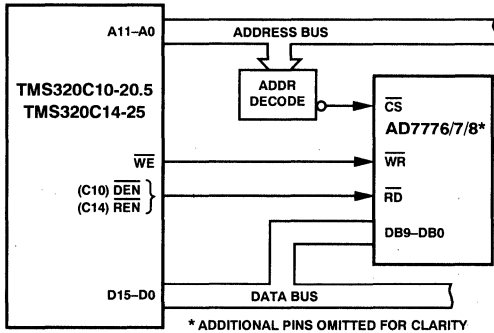 A11–A0
ADDRESS BUS
TMS320C10-20.5
TMS320C14-25
ADDR
DECODE
CS
AD7776/7/8*
WE
WR
(C10) DEN
(C14) REN
RD
DB9–DB0
D15–D0
DATA BUS
* ADDITIONAL PINS OMITTED FOR CLARITY